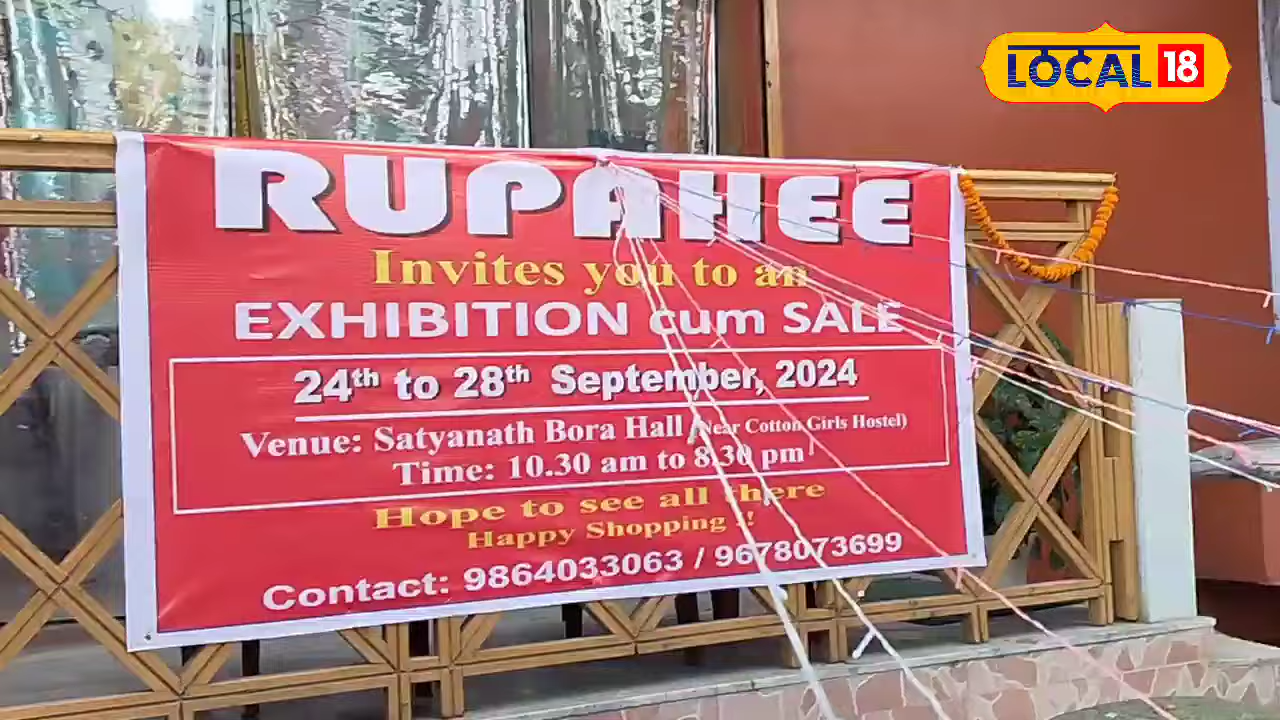 LOCAL 18
RUPAHEE
Invites you to an
EXHIBITION cum SALE
24th to 28th September, 2024
Venue: Satyanath Bora Hall (Near Cotton Girls Hostel)
Time: 10.30 am to 8.30 pm
Hope to see all there
Happy Shopping !!
Contact: 9864033063 / 9678073699